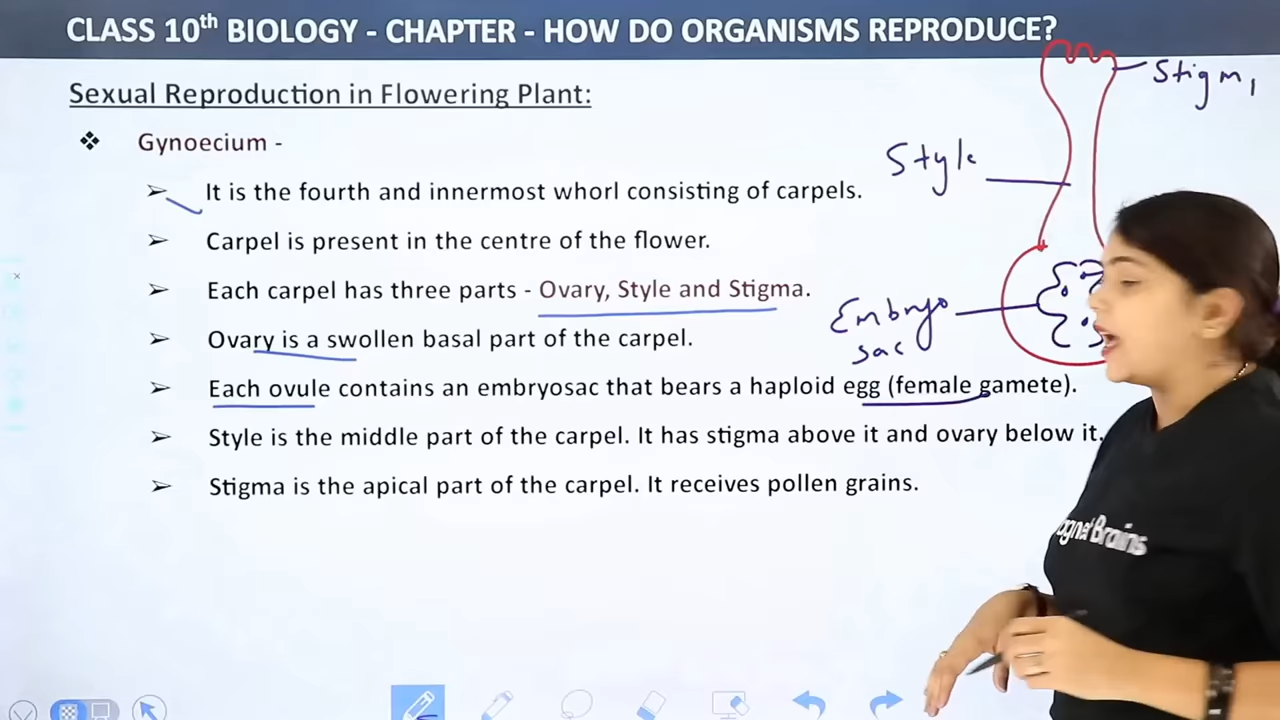 CLASS 10th BIOLOGY - CHAPTER - HOW DO ORGANISMS REPRODUCE?
Sexual Reproduction in Flowering Plant:
❖ Gynoecium -
➢ It is the fourth and innermost whorl consisting of carpels.
➢ Carpel is present in the centre of the flower.
➢ Each carpel has three parts - Ovary, Style and Stigma.
➢ Ovary is a swollen basal part of the carpel.
➢ Each ovule contains an embryosac that bears a haploid egg (female gamete).
➢ Style is the middle part of the carpel. It has stigma above it and ovary below it.
➢ Stigma is the apical part of the carpel. It receives pollen grains.
Stigm
Style
Embryo
sac
agnet Brains